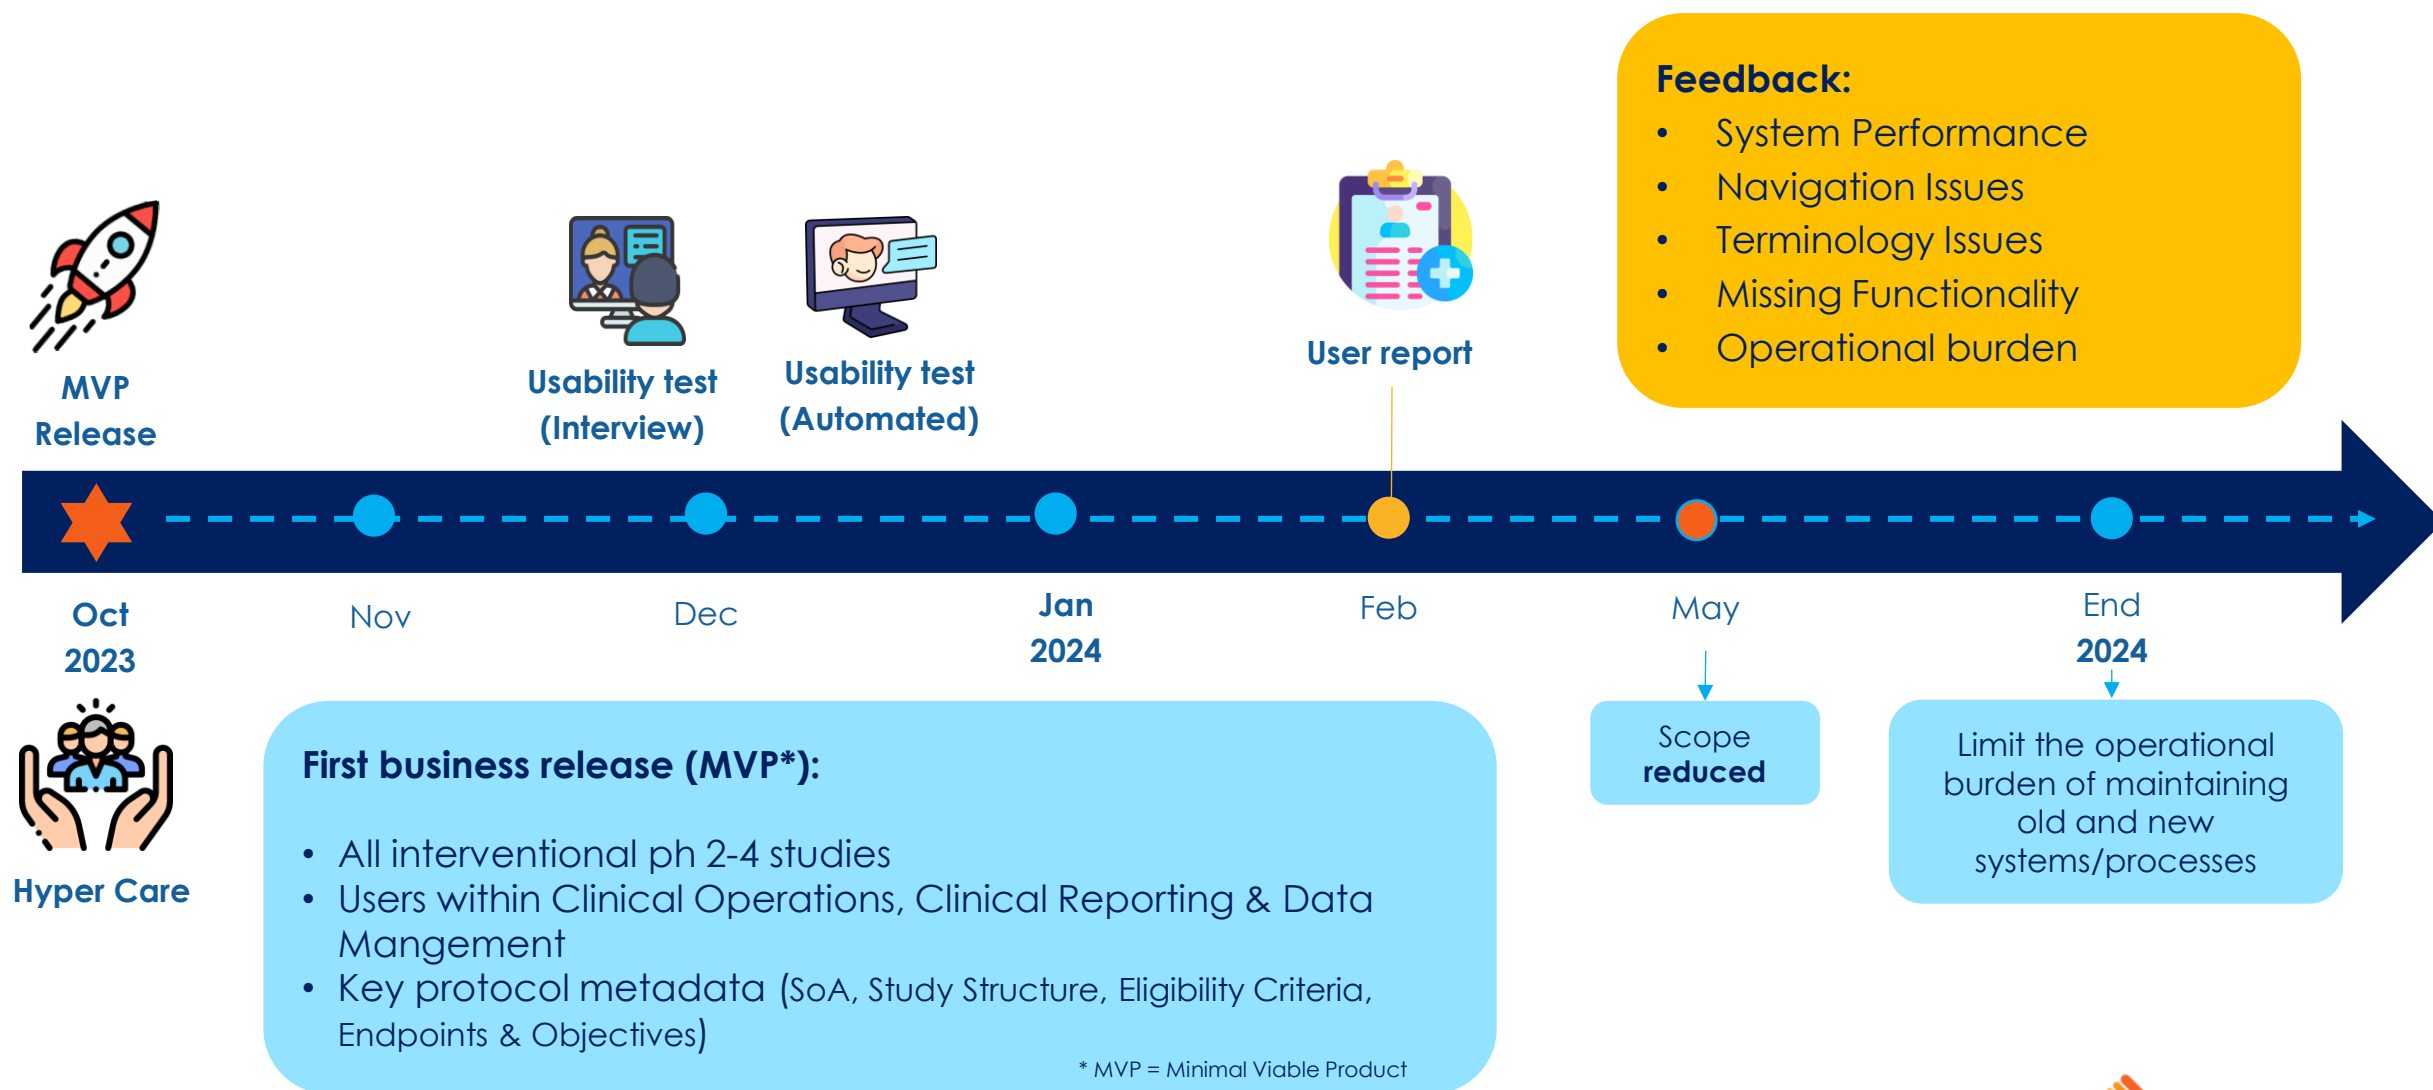 Feedback:
• System Performance
• Navigation Issues
• Terminology Issues
• Missing Functionality
• Operational burden
MVP
Release
Usability test
(Interview)
Usability test
(Automated)
User report
Oct
2023
Nov
Dec
Jan
2024
Feb
May
End
2024
Hyper Care
First business release (MVP*):
• All interventional ph 2-4 studies
• Users within Clinical Operations, Clinical Reporting & Data
Mangement
• Key protocol metadata (SoA, Study Structure, Eligibility Criteria,
Endpoints & Objectives)
* MVP = Minimal Viable Product
Scope
reduced
Limit the operational
burden of maintaining
old and new
systems/processes